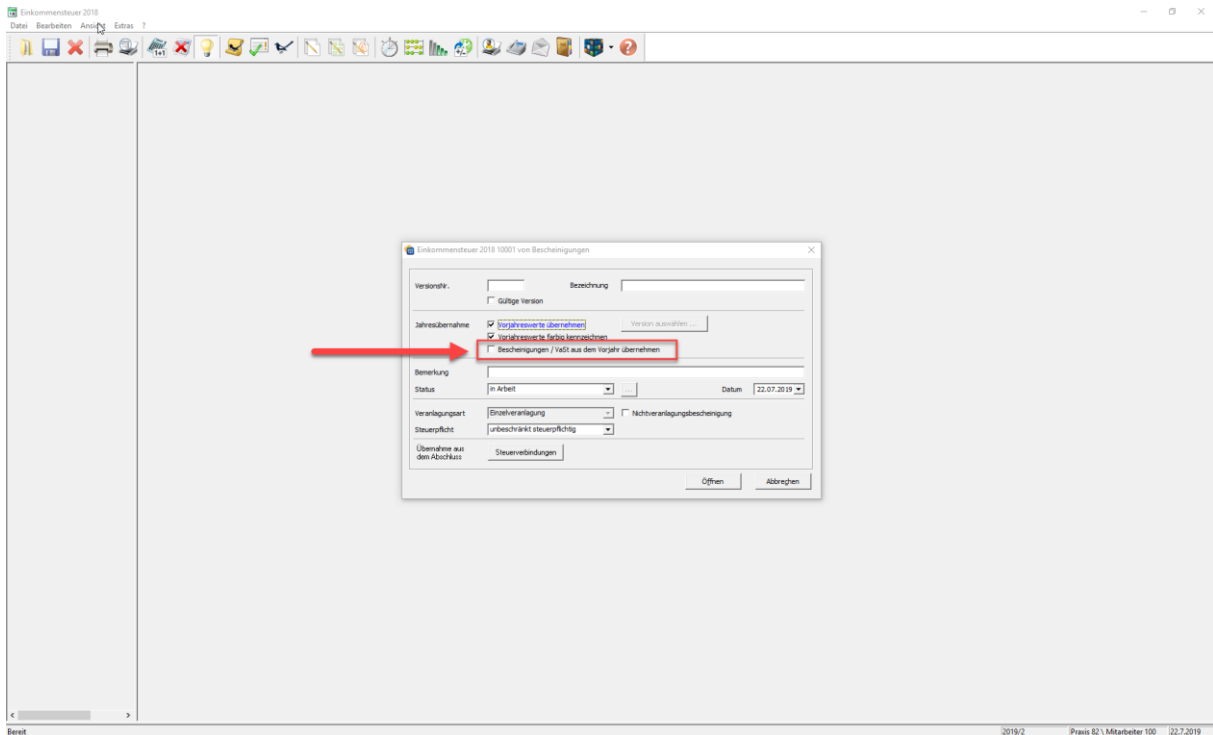 Einkommensteuer 2018
Datei Bearbeiten Ansicht Extras ?
1+1
Einkommensteuer 2018 10001 von Bescheinigungen
VersionsNr. Bezeichnung
Gültige Version
Jahresübernahme Vorjahreswerte übernehmen Version auswählen ...
Vorjahreswerte farbig kennzeichnen
Bescheinigungen / VaSt aus dem Vorjahr übernehmen
Bemerkung
Status in Arbeit ... Datum 22.07.2019
Veranlagungsart Einzelveranlagung Nichtveranlagungsbescheinigung
Steuerpflicht unbeschränkt steuerpflichtig
Übernahme aus
dem Abschluss Steuerverbindungen
Öffnen Abbrechen
Bereit 2019/2 Praxis 82 \ Mitarbeiter 100 22.7.2019